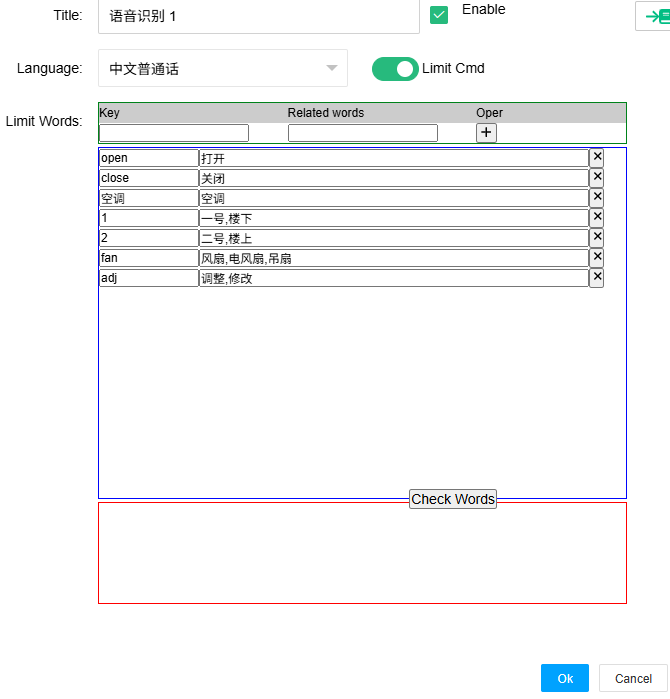 Title: 语音识别 1 Enable
Language: 中文普通话 Limit Cmd
Limit Words:
Key Related words Oper
+
open 打开 ×
close 关闭 ×
空调 空调 ×
1 一号,楼下 ×
2 二号,楼上 ×
fan 风扇,电风扇,吊扇 ×
adj 调整,修改 ×
Check Words
Ok Cancel